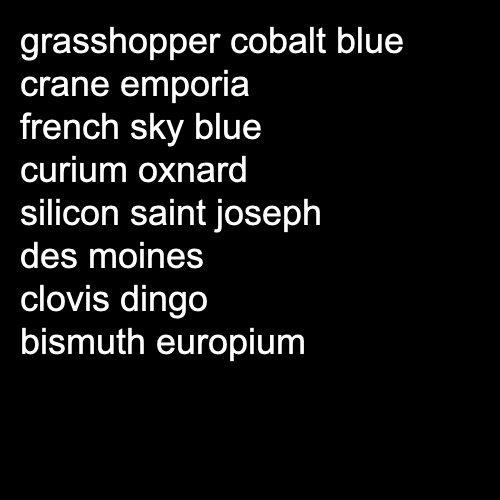 grasshopper cobalt blue
crane emporia
french sky blue
curium oxnard
silicon saint joseph
des moines
clovis dingo
bismuth europium